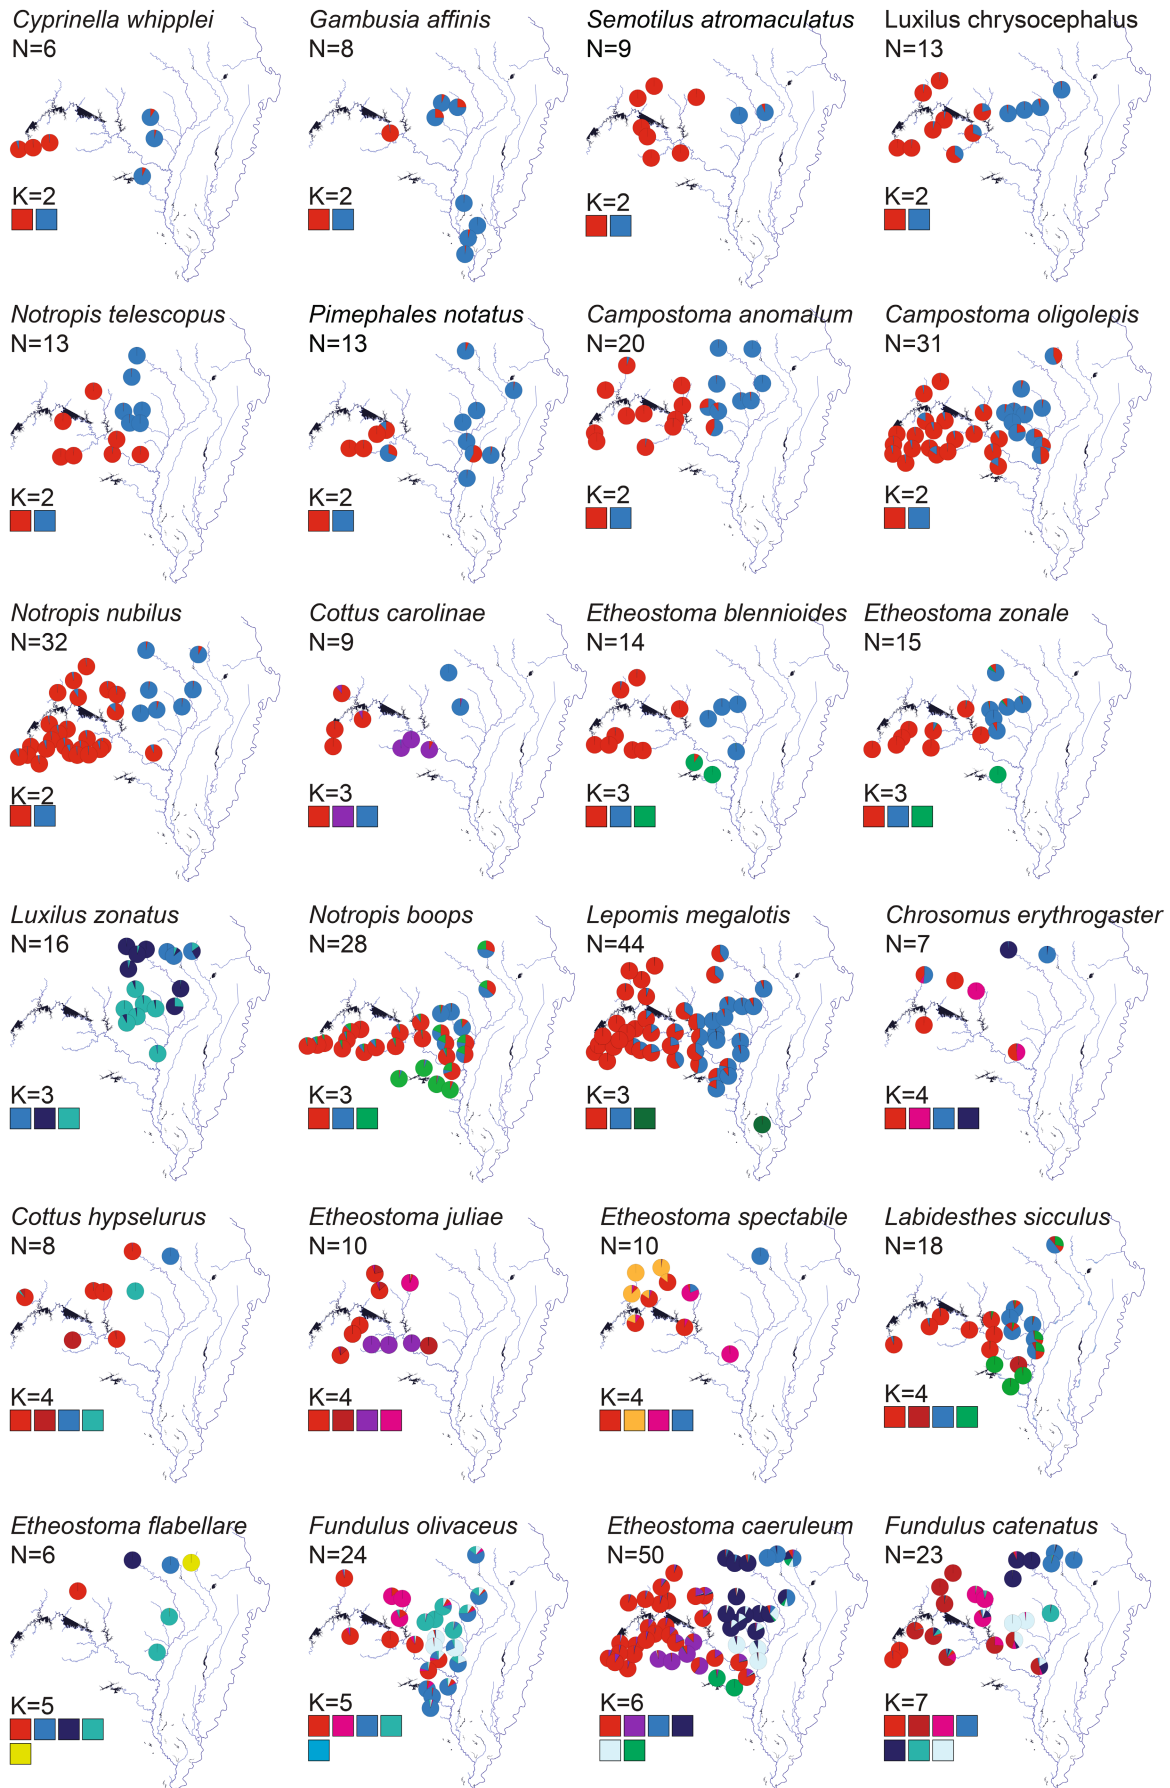 Cyprinella whipplei
N=6
K=2
Gambusia affinis
N=8
K=2
Semotilus atromaculatus
N=9
K=2
Luxilus chrysocephalus
N=13
K=2
Notropis telescopus
N=13
K=2
Pimephales notatus
N=13
K=2
Campostoma anomalum
N=20
K=2
Campostoma oligolepis
N=31
K=2
Notropis nubilus
N=32
K=2
Cottus carolinae
N=9
K=3
Etheostoma blennioides
N=14
K=3
Etheostoma zonale
N=15
K=3
Luxilus zonatus
N=16
K=3
Notropis boops
N=28
K=3
Lepomis megalotis
N=44
K=3
Chrosomus erythrogaster
N=7
K=4
Cottus hypselurus
N=8
K=4
Etheostoma juliae
N=10
K=4
Etheostoma spectabile
N=10
K=4
Labidesthes sicculus
N=18
K=4
Etheostoma flabellare
N=6
K=5
Fundulus olivaceus
N=24
K=5
Etheostoma caeruleum
N=50
K=6
Fundulus catenatus
N=23
K=7